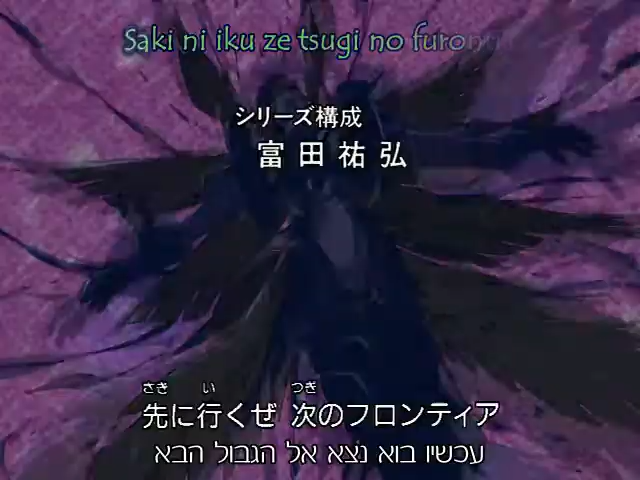 Saki ni iku ze tsugi no furonti
シリーズ構成
富田祐弘
さき い つぎ
先に行くぜ 次のフロンティア
עכשיו בוא נצא אל הגבול הבא